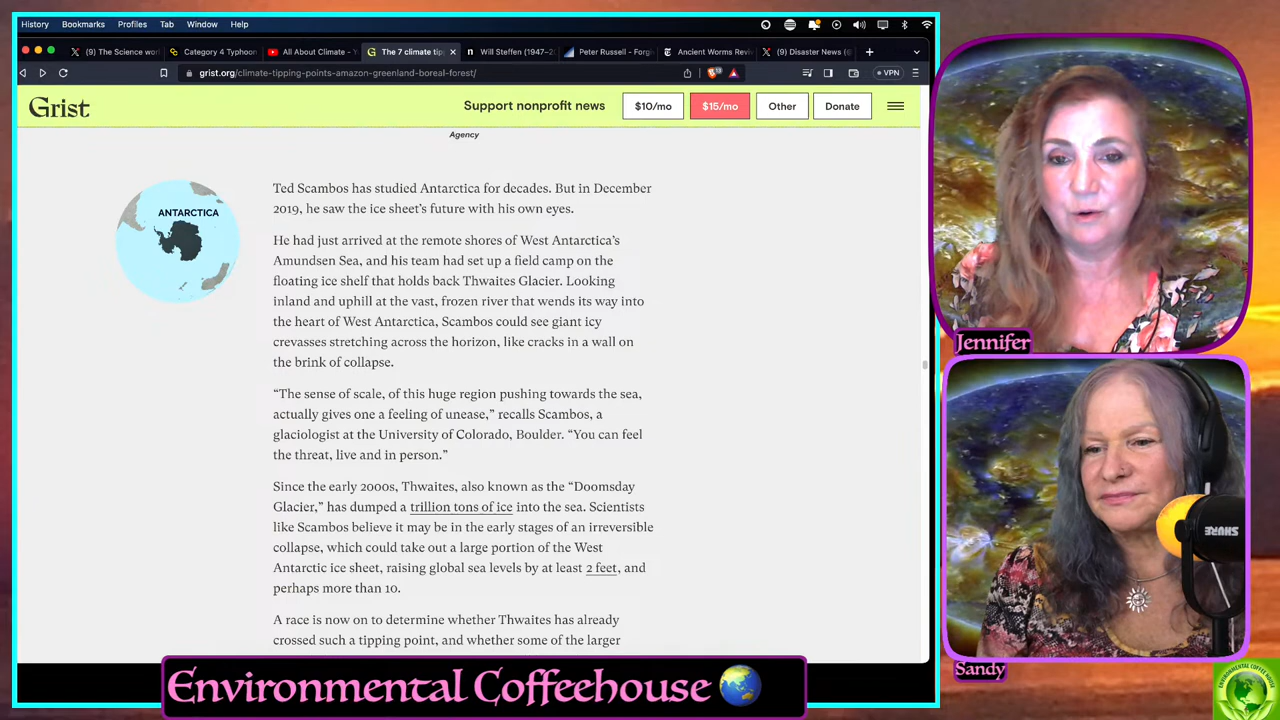 History Bookmarks Profiles Tab Window Help
(9) The Science wor
Category 4 Typhoon
All About Climate - Y
The 7 climate tip
Will Steffen (1947–20
Peter Russell - Forgi
Ancient Worms Revi
(9) Disaster News (@
grist.org/climate-tipping-points-amazon-greenland-boreal-forest/
VPN
Grist
Support nonprofit news
$10/mo
$15/mo
Other
Donate
Agency
ANTARCTICA
Ted Scambos has studied Antarctica for decades. But in December
2019, he saw the ice sheet’s future with his own eyes.
He had just arrived at the remote shores of West Antarctica’s
Amundsen Sea, and his team had set up a field camp on the
floating ice shelf that holds back Thwaites Glacier. Looking
inland and uphill at the vast, frozen river that wends its way into
the heart of West Antarctica, Scambos could see giant icy
crevasses stretching across the horizon, like cracks in a wall on
the brink of collapse.
“The sense of scale, of this huge region pushing towards the sea,
actually gives one a feeling of unease,” recalls Scambos, a
glaciologist at the University of Colorado, Boulder. “You can feel
the threat, live and in person.”
Since the early 2000s, Thwaites, also known as the “Doomsday
Glacier,” has dumped a trillion tons of ice into the sea. Scientists
like Scambos believe it may be in the early stages of an irreversible
collapse, which could take out a large portion of the West
Antarctic ice sheet, raising global sea levels by at least 2 feet, and
perhaps more than 10.
A race is now on to determine whether Thwaites has already
crossed such a tipping point, and whether some of the larger
Jennifer
SHURE
Sandy
Environmental Coffeehouse
ENVIRONMENTAL COFFEEHOUSE